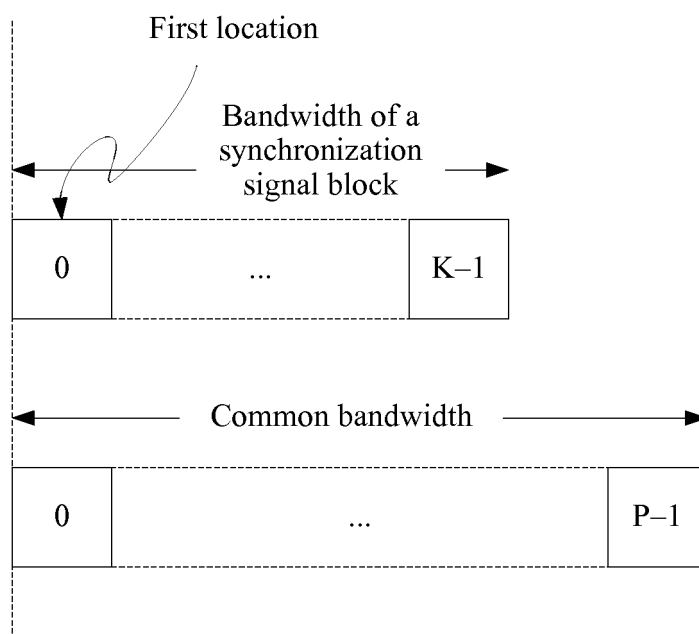 First location
Bandwidth of a
synchronization
signal block
0
...
K–1
Common bandwidth
0
...
P–1